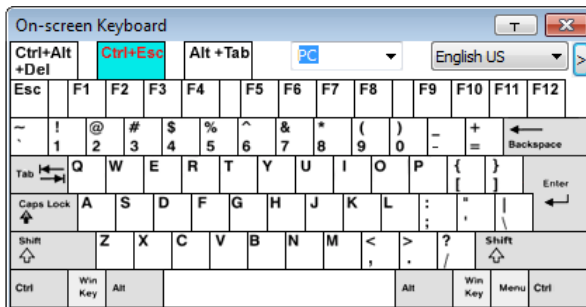 On-screen Keyboard T
Ctrl+Alt +Del Ctrl+Esc Alt +Tab PC English US >
Esc F1 F2 F3 F4 F5 F6 F7 F8 F9 F10 F11 F12
~ ! @ # $ % ^ & * ( ) _ +
` 1 2 3 4 5 6 7 8 9 0 - = Backspace
Tab Q W E R T Y U I O P { }
[ ] Enter
Caps Lock A S D F G H J K L : " |
; ' \
Shift Z X C V B N M < > ? Shift
, . /
Ctrl Win Key Alt Alt Win Key Menu Ctrl